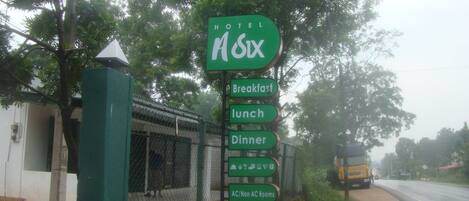 HOTEL
N Six
Breakfast
lunch
Dinner
AC/Non AC Rooms